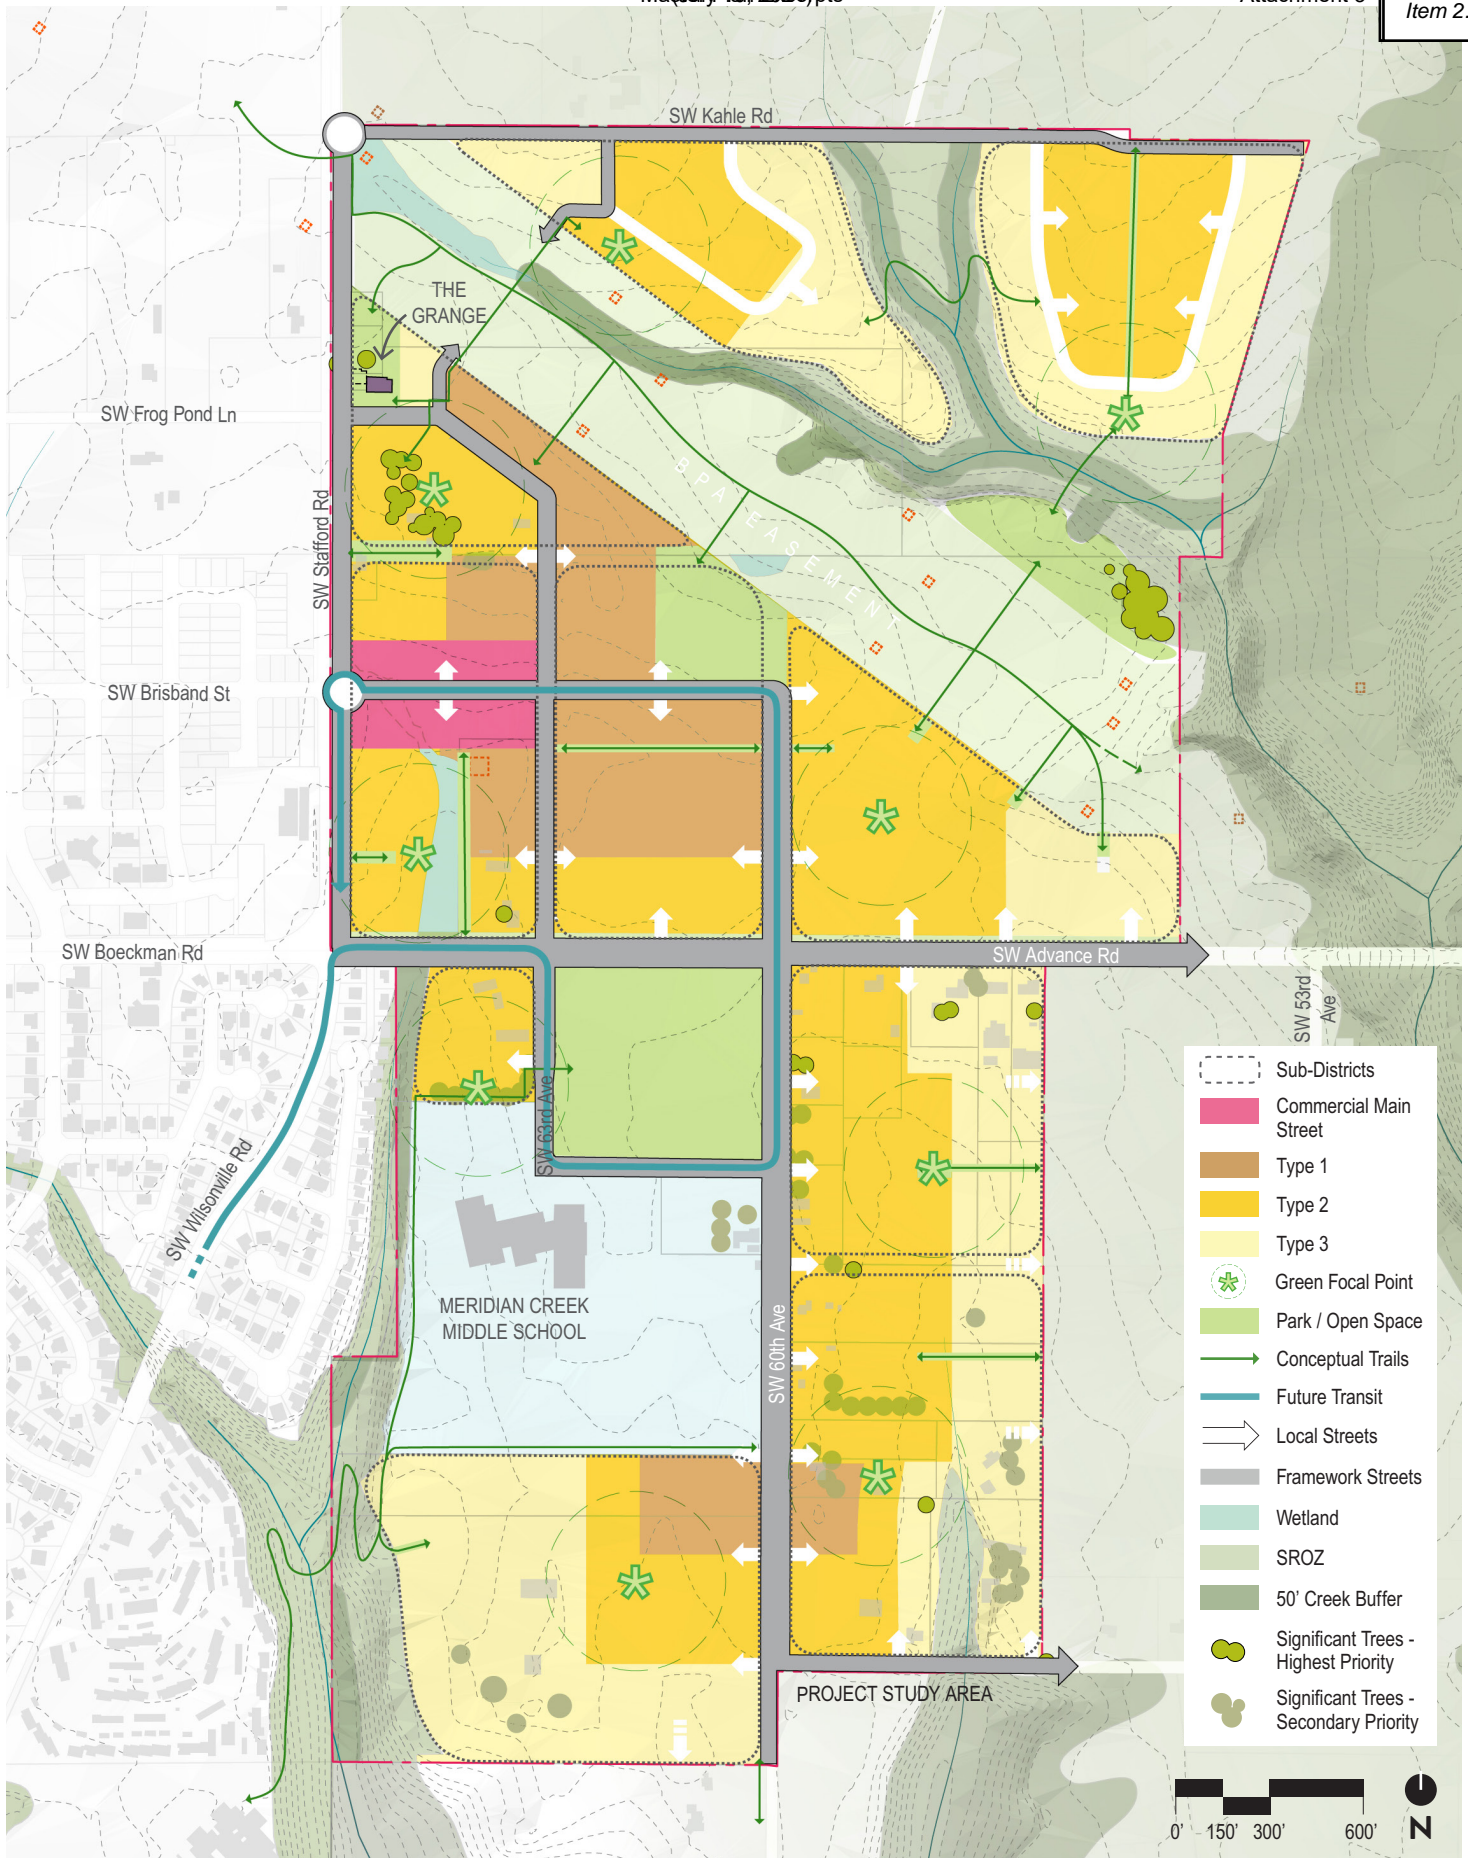 Item 2.
SW Kahle Rd
THE
GRANGE
SW Frog Pond Ln
SW Stafford Rd
BPA EASEMENT
SW Brisband St
SW Boeckman Rd
SW Advance Rd
SW 53rd
Ave
SW 63rd Ave
SW Wilsonville Rd
MERIDIAN CREEK
MIDDLE SCHOOL
SW 60th Ave
PROJECT STUDY AREA
Sub-Districts
Commercial Main
Street
Type 1
Type 2
Type 3
Green Focal Point
Park / Open Space
Conceptual Trails
Future Transit
Local Streets
Framework Streets
Wetland
SROZ
50' Creek Buffer
Significant Trees -
Highest Priority
Significant Trees -
Secondary Priority
0' 150' 300' 600'
N